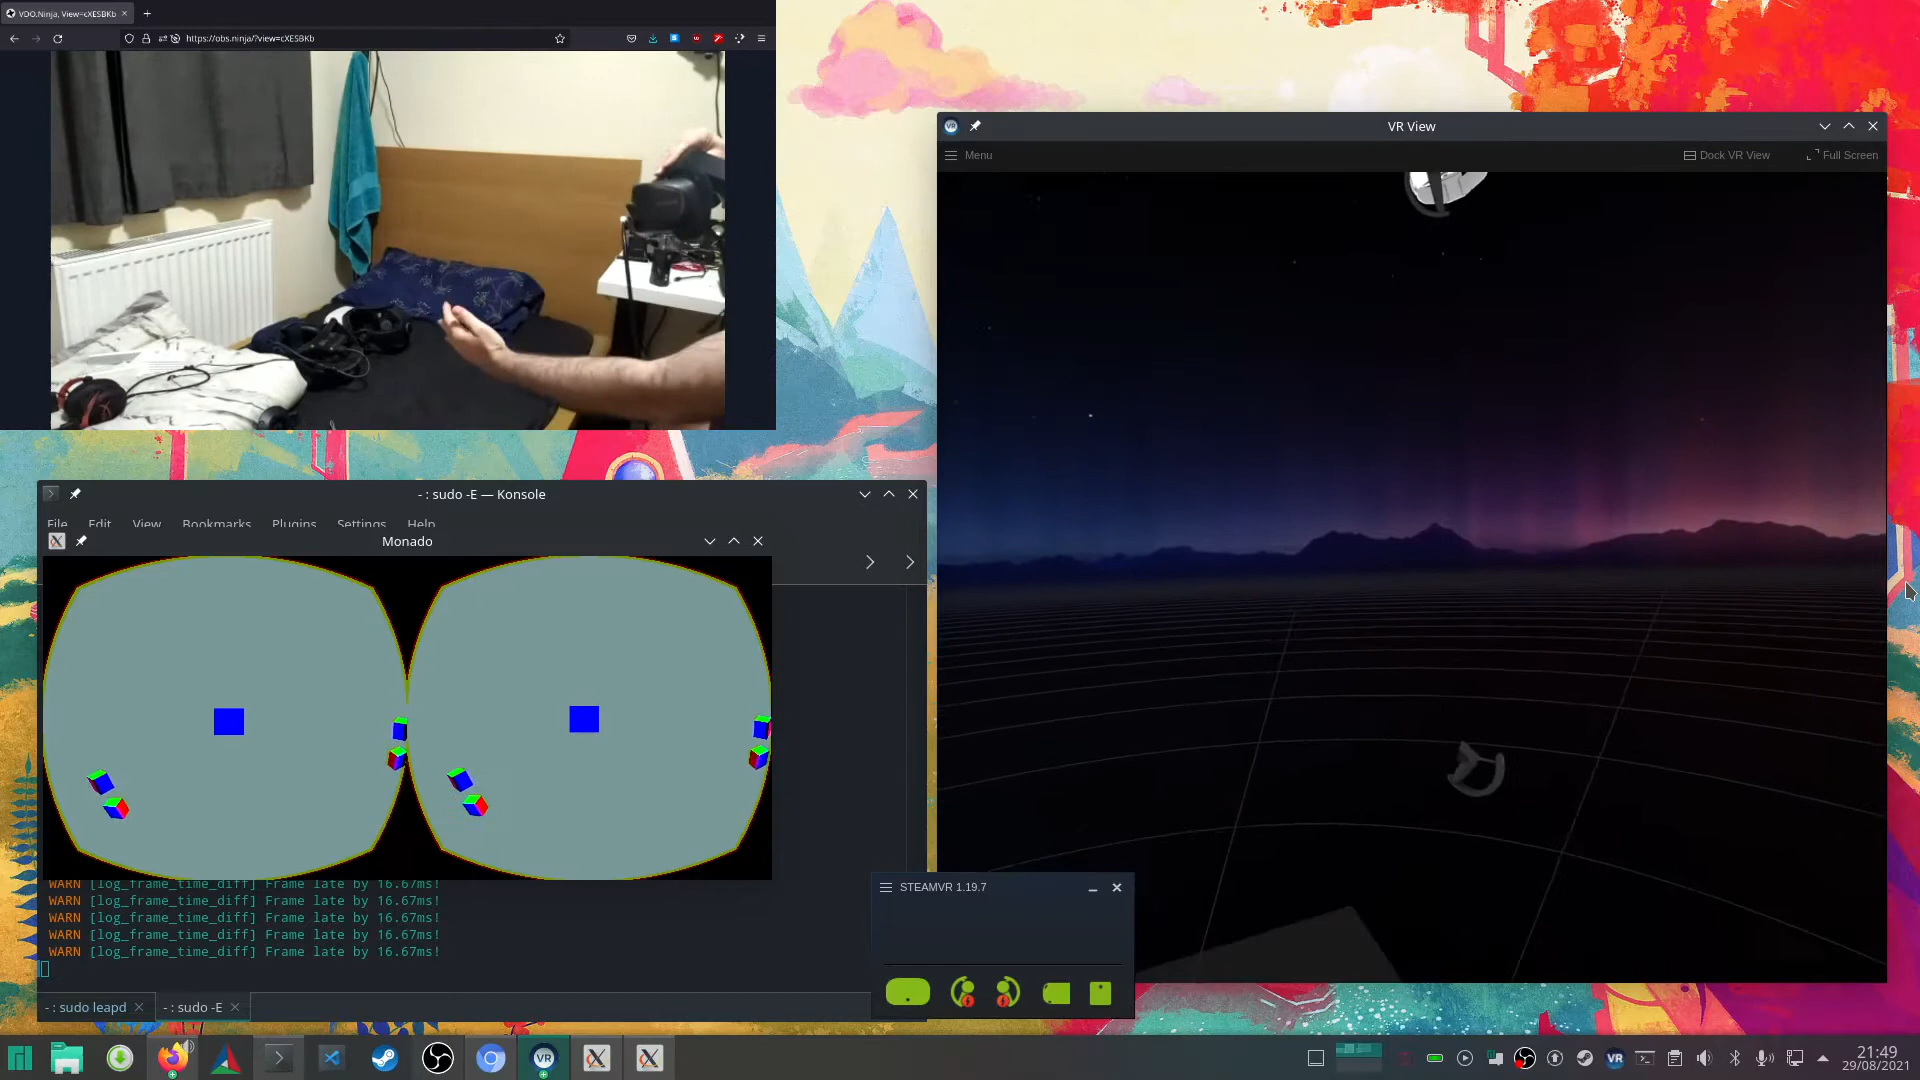 VDO.Ninja, View=cXESBKb
https://obs.ninja/?view=cXESBKb
VR View
Menu
Dock VR View
Full Screen
- : sudo -E — Konsole
File Edit View Bookmarks Plugins Settings Help
Monado
WARN [log_frame_time_diff] Frame late by 16.67ms!
WARN [log_frame_time_diff] Frame late by 16.67ms!
WARN [log_frame_time_diff] Frame late by 16.67ms!
WARN [log_frame_time_diff] Frame late by 16.67ms!
WARN [log_frame_time_diff] Frame late by 16.67ms!
- : sudo leapd
- : sudo -E
STEAMVR 1.19.7
VR
VR
21:49
29/08/2021